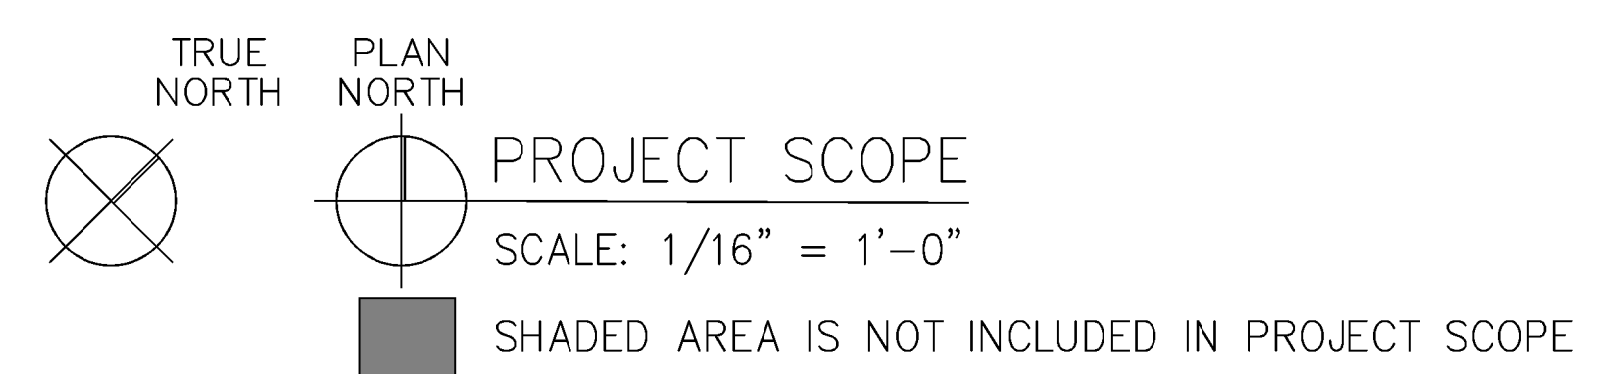 TRUE
NORTH
PLAN
NORTH
PROJECT SCOPE
SCALE: 1/16" = 1'-0"
SHADED AREA IS NOT INCLUDED IN PROJECT SCOPE